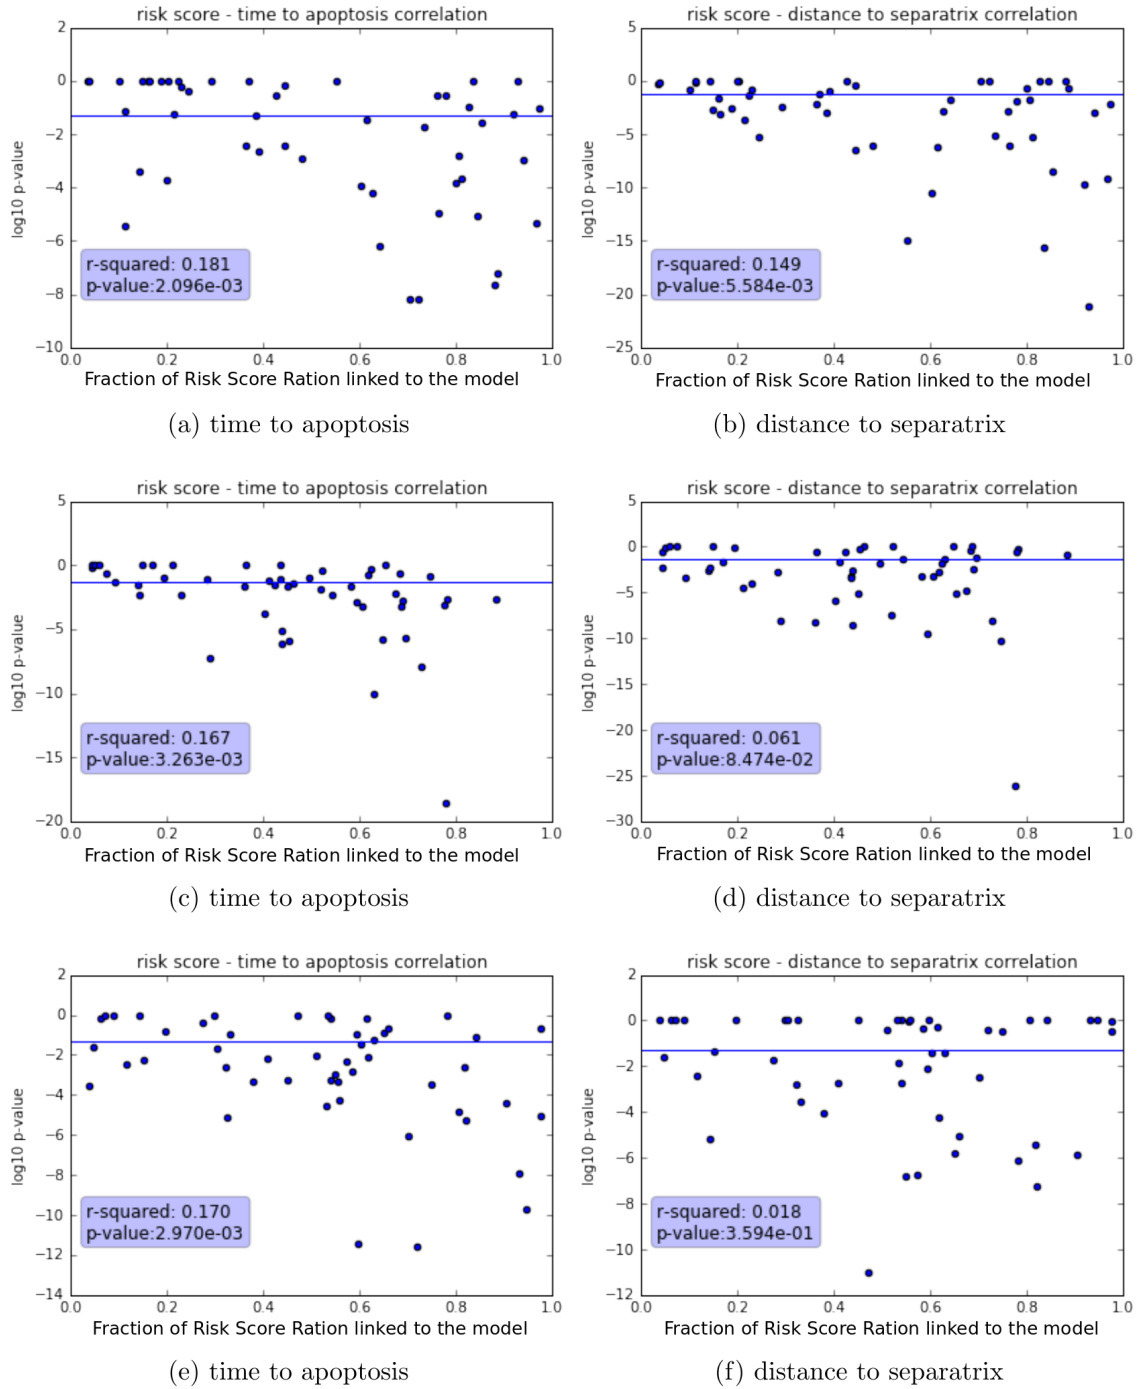 risk score - time to apoptosis correlation
2
0
−2
−4
−6
−8
−10
log10 p-value
r-squared: 0.181
p-value:2.096e-03
0.0 0.2 0.4 0.6 0.8 1.0
Fraction of Risk Score Ration linked to the model
(a) time to apoptosis
risk score - distance to separatrix correlation
5
0
−5
−10
−15
−20
−25
log10 p-value
r-squared: 0.149
p-value:5.584e-03
0.0 0.2 0.4 0.6 0.8 1.0
Fraction of Risk Score Ration linked to the model
(b) distance to separatrix
risk score - time to apoptosis correlation
5
0
−5
−10
−15
−20
log10 p-value
r-squared: 0.167
p-value:3.263e-03
0.0 0.2 0.4 0.6 0.8 1.0
Fraction of Risk Score Ration linked to the model
(c) time to apoptosis
risk score - distance to separatrix correlation
5
0
−5
−10
−15
−20
−25
−30
log10 p-value
r-squared: 0.061
p-value:8.474e-02
0.0 0.2 0.4 0.6 0.8 1.0
Fraction of Risk Score Ration linked to the model
(d) distance to separatrix
risk score - time to apoptosis correlation
2
0
−2
−4
−6
−8
−10
−12
−14
log10 p-value
r-squared: 0.170
p-value:2.970e-03
0.0 0.2 0.4 0.6 0.8 1.0
Fraction of Risk Score Ration linked to the model
(e) time to apoptosis
risk score - distance to separatrix correlation
2
0
−2
−4
−6
−8
−10
−12
log10 p-value
r-squared: 0.018
p-value:3.594e-01
0.0 0.2 0.4 0.6 0.8 1.0
Fraction of Risk Score Ration linked to the model
(f) distance to separatrix